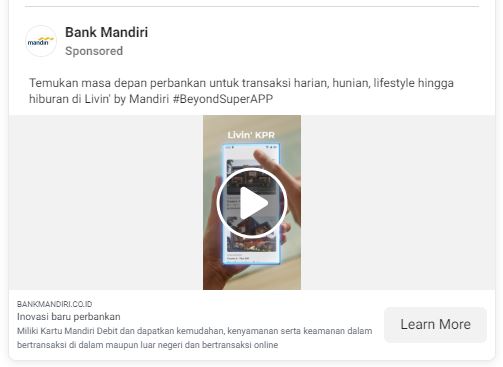 mandiri
Bank Mandiri
Sponsored
Temukan masa depan perbankan untuk transaksi harian, hunian, lifestyle hingga
hiburan di Livin' by Mandiri #BeyondSuperAPP
Livin' KPR
BANKMANDIRI.CO.ID
Inovasi baru perbankan
Miliki Kartu Mandiri Debit dan dapatkan kemudahan, kenyamanan serta keamanan dalam
bertransaksi di dalam maupun luar negeri dan bertransaksi online
Learn More